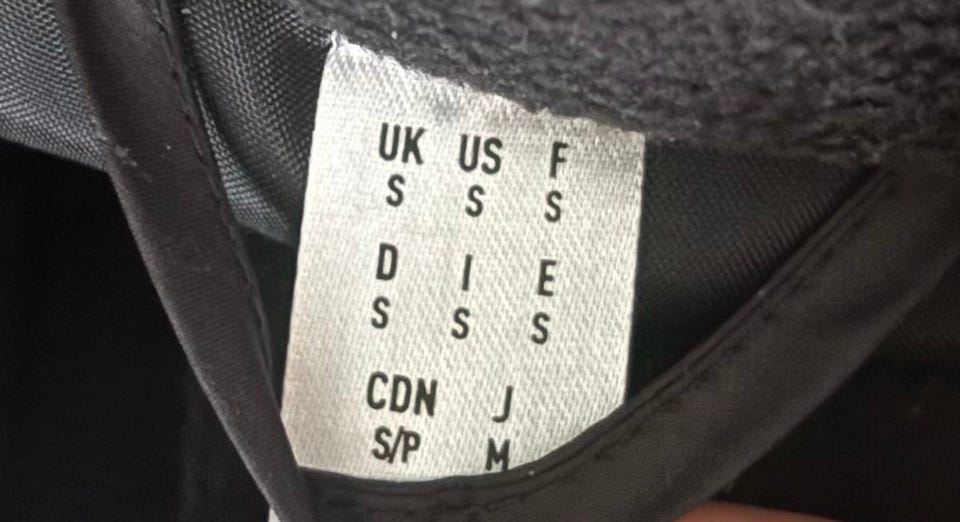 UK US F
S S S
D I E
S S S
CDN J
S/P M